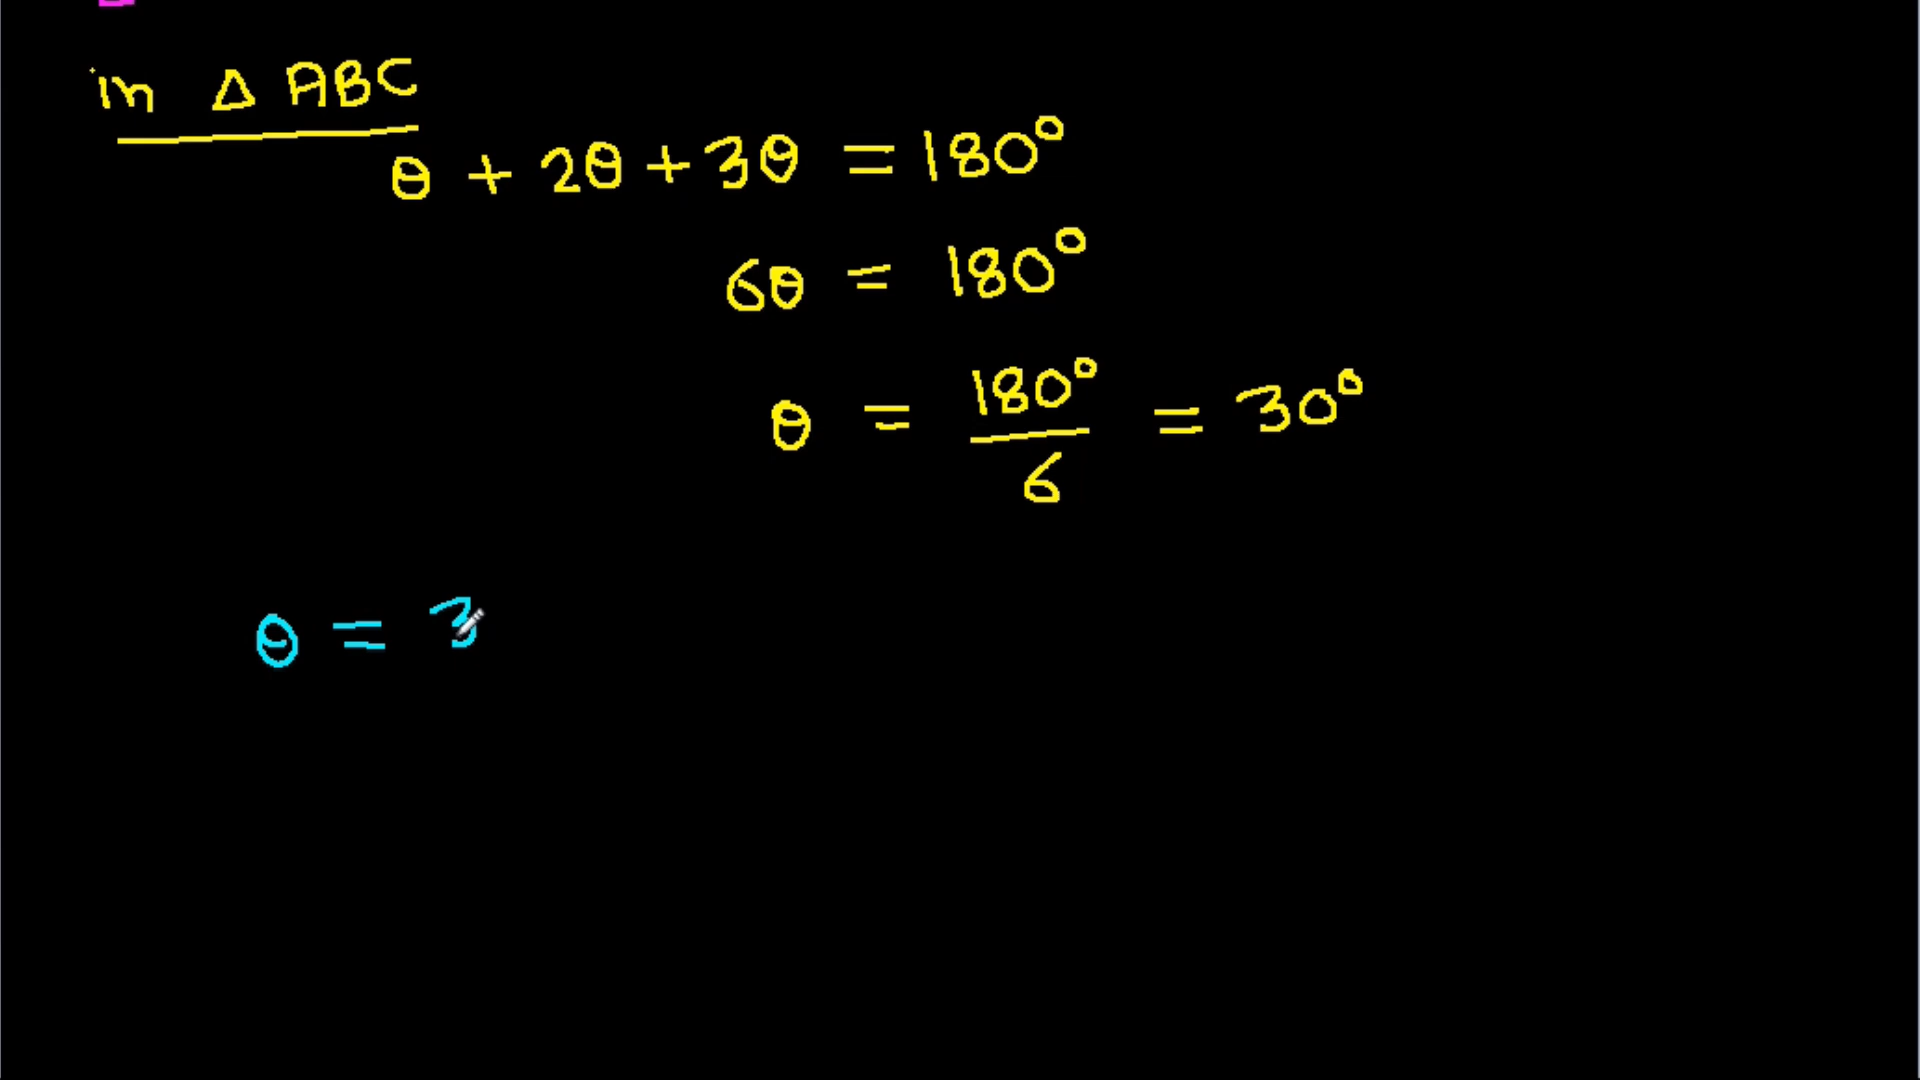 in Δ ABC
θ + 2θ + 3θ = 180°
6θ = 180°
θ = 180°/6 = 30°
θ = 3